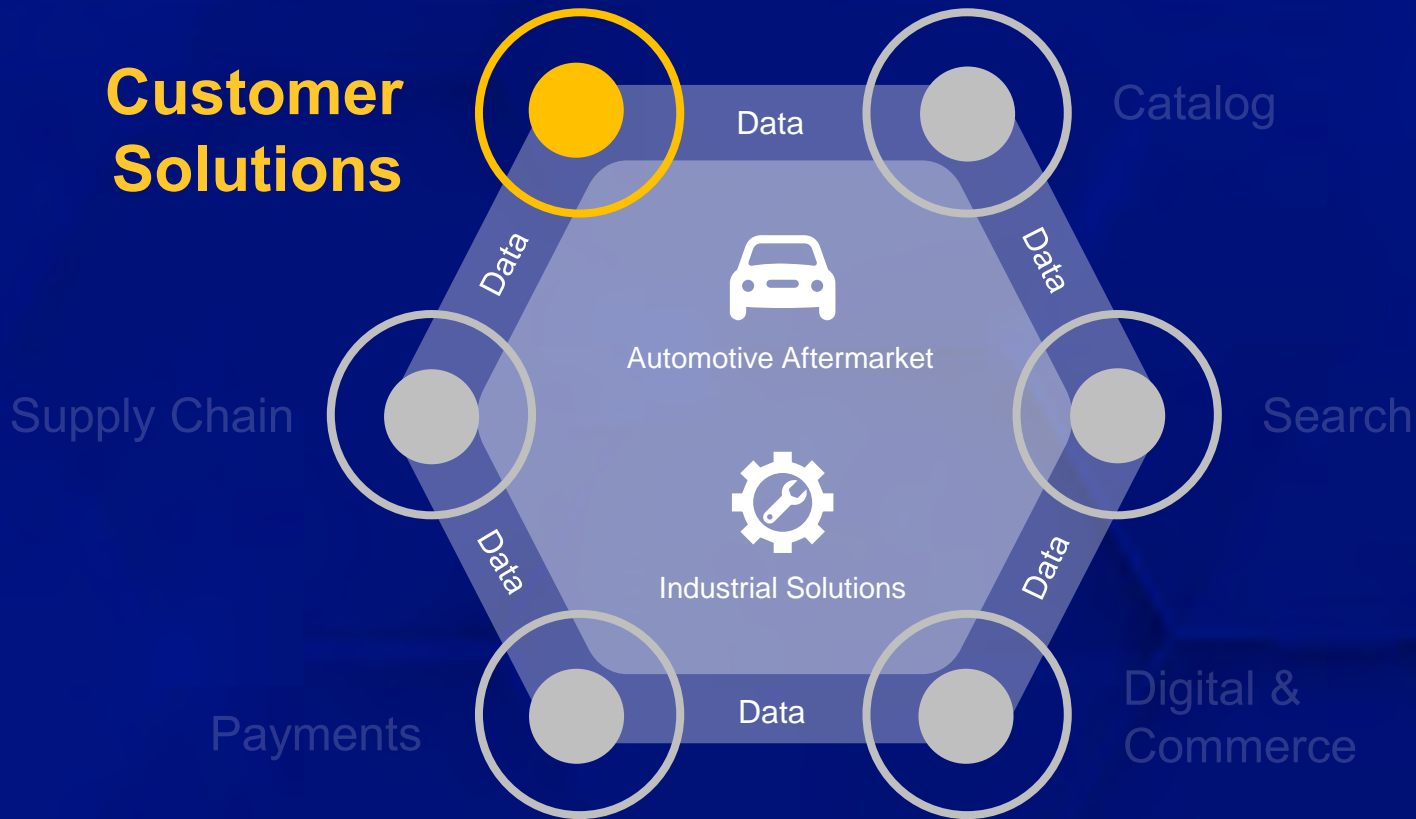 Customer
Solutions
Data
Catalog
Data
Data
Automotive Aftermarket
Supply Chain
Search
Data
Data
Industrial Solutions
Payments
Data
Digital &
Commerce